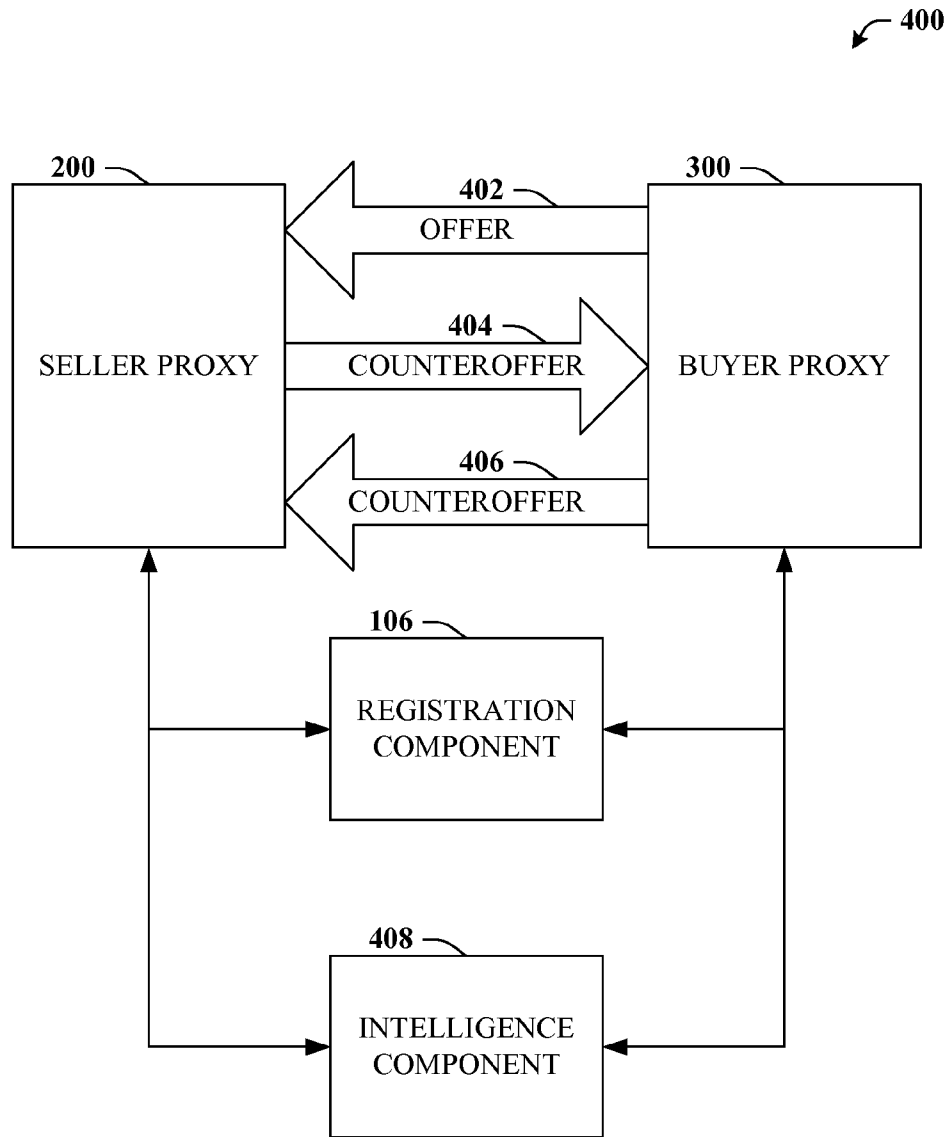 400
200
402
300
OFFER
404
SELLER PROXY
COUNTEROFFER
BUYER PROXY
406
COUNTEROFFER
106
REGISTRATION
COMPONENT
408
INTELLIGENCE
COMPONENT